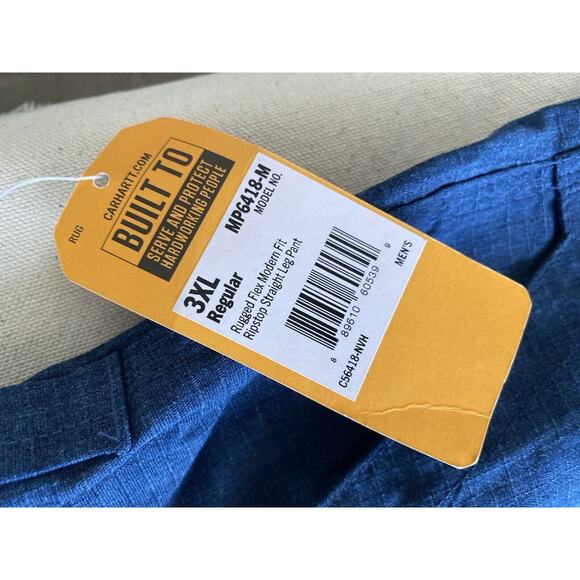 RUG
CARHARTT.COM
BUILT TO
SERVE AND PROTECT
HARDWORKING PEOPLE
3XL
Regular
MP6418-M
MODEL NO.
Rugged Flex Modern Fit
Ripstop Straight Leg Pant
8 89610 60539 9
C56418-NVH
MEN'S